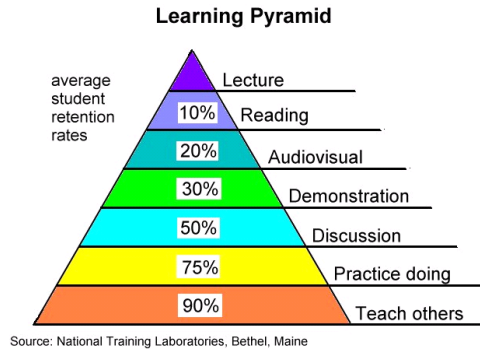 Learning Pyramid
average
student
retention
rates
Lecture
10% Reading
20% Audiovisual
30% Demonstration
50% Discussion
75% Practice doing
90% Teach others
Source: National Training Laboratories, Bethel, Maine